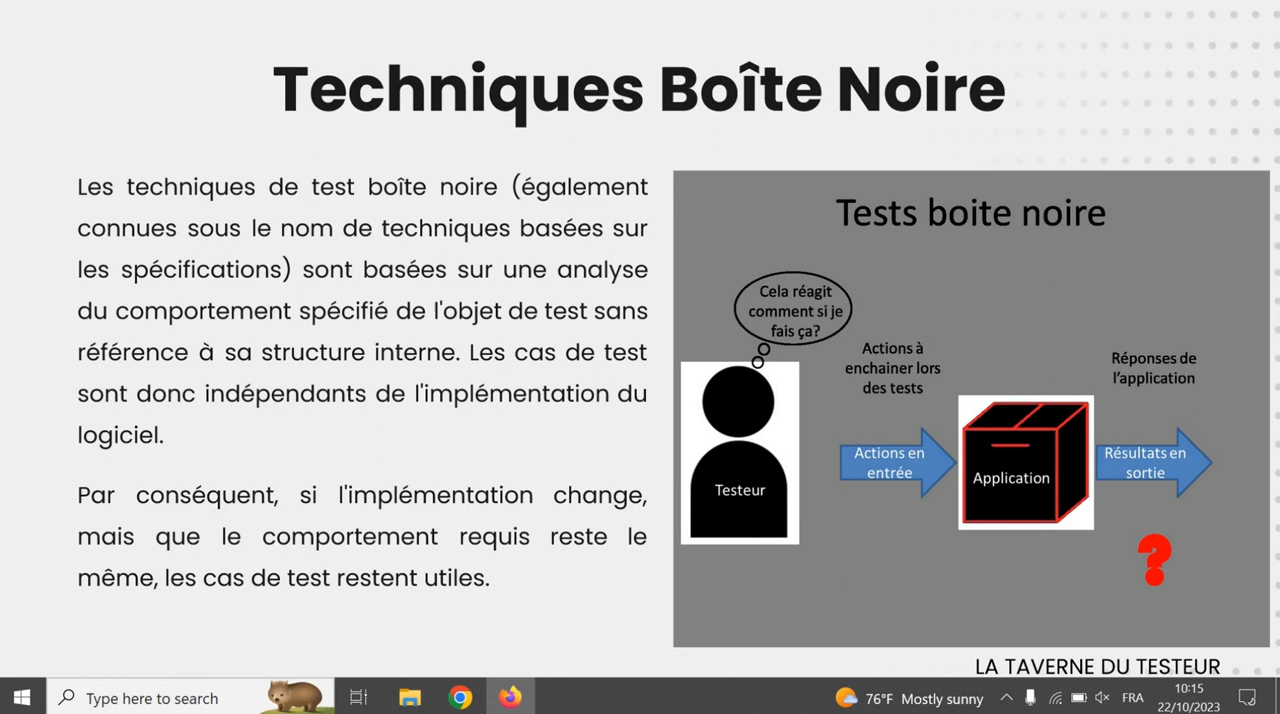 Techniques Boîte Noire
Les techniques de test boîte noire (également
connues sous le nom de techniques basées sur
les spécifications) sont basées sur une analyse
du comportement spécifié de l'objet de test sans
référence à sa structure interne. Les cas de test
sont donc indépendants de l'implémentation du
logiciel.
Par conséquent, si l'implémentation change,
mais que le comportement requis reste le
même, les cas de test restent utiles.
Tests boite noire
Cela réagit
comment si je
fais ça?
Actions à
enchainer lors
des tests
Réponses de
l’application
Testeur
Actions en
entrée
Application
Résultats en
sortie
?
LA TAVERNE DU TESTEUR
Type here to search
76°F Mostly sunny
FRA
10:15
22/10/2023